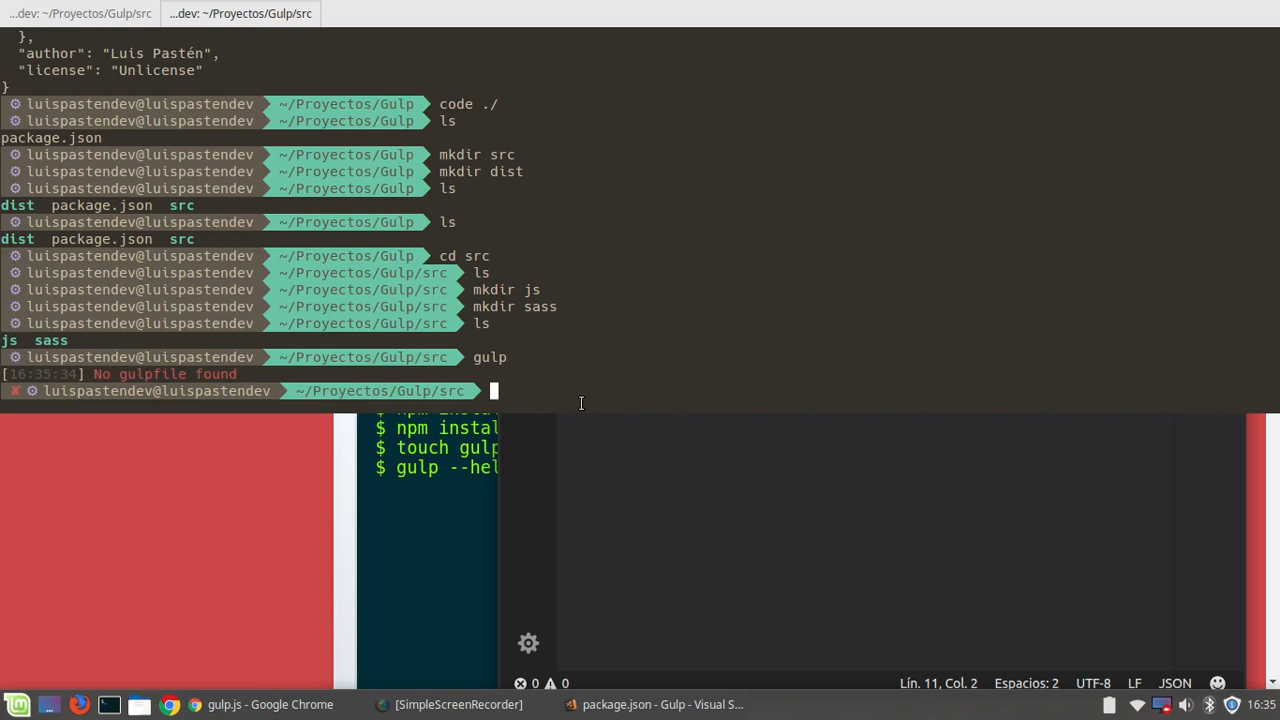 ...dev: ~/Proyectos/Gulp/src ...dev: ~/Proyectos/Gulp/src
},
"author": "Luis Pastén",
"license": "Unlicense"
}
luispastendev@luispastendev ~/Proyectos/Gulp code ./
luispastendev@luispastendev ~/Proyectos/Gulp ls
package.json
luispastendev@luispastendev ~/Proyectos/Gulp mkdir src
luispastendev@luispastendev ~/Proyectos/Gulp mkdir dist
luispastendev@luispastendev ~/Proyectos/Gulp ls
dist package.json src
luispastendev@luispastendev ~/Proyectos/Gulp ls
dist package.json src
luispastendev@luispastendev ~/Proyectos/Gulp cd src
luispastendev@luispastendev ~/Proyectos/Gulp/src ls
luispastendev@luispastendev ~/Proyectos/Gulp/src mkdir js
luispastendev@luispastendev ~/Proyectos/Gulp/src mkdir sass
luispastendev@luispastendev ~/Proyectos/Gulp/src ls
js sass
luispastendev@luispastendev ~/Proyectos/Gulp/src gulp
[16:35:34] No gulpfile found
✘ luispastendev@luispastendev ~/Proyectos/Gulp/src
$ npm instal
$ touch gulp
$ gulp --hel
0 0 Lín. 11, Col. 2 Espacios: 2 UTF-8 LF JSON
gulp.js - Google Chrome [SimpleScreenRecorder] package.json - Gulp - Visual S... 16:35